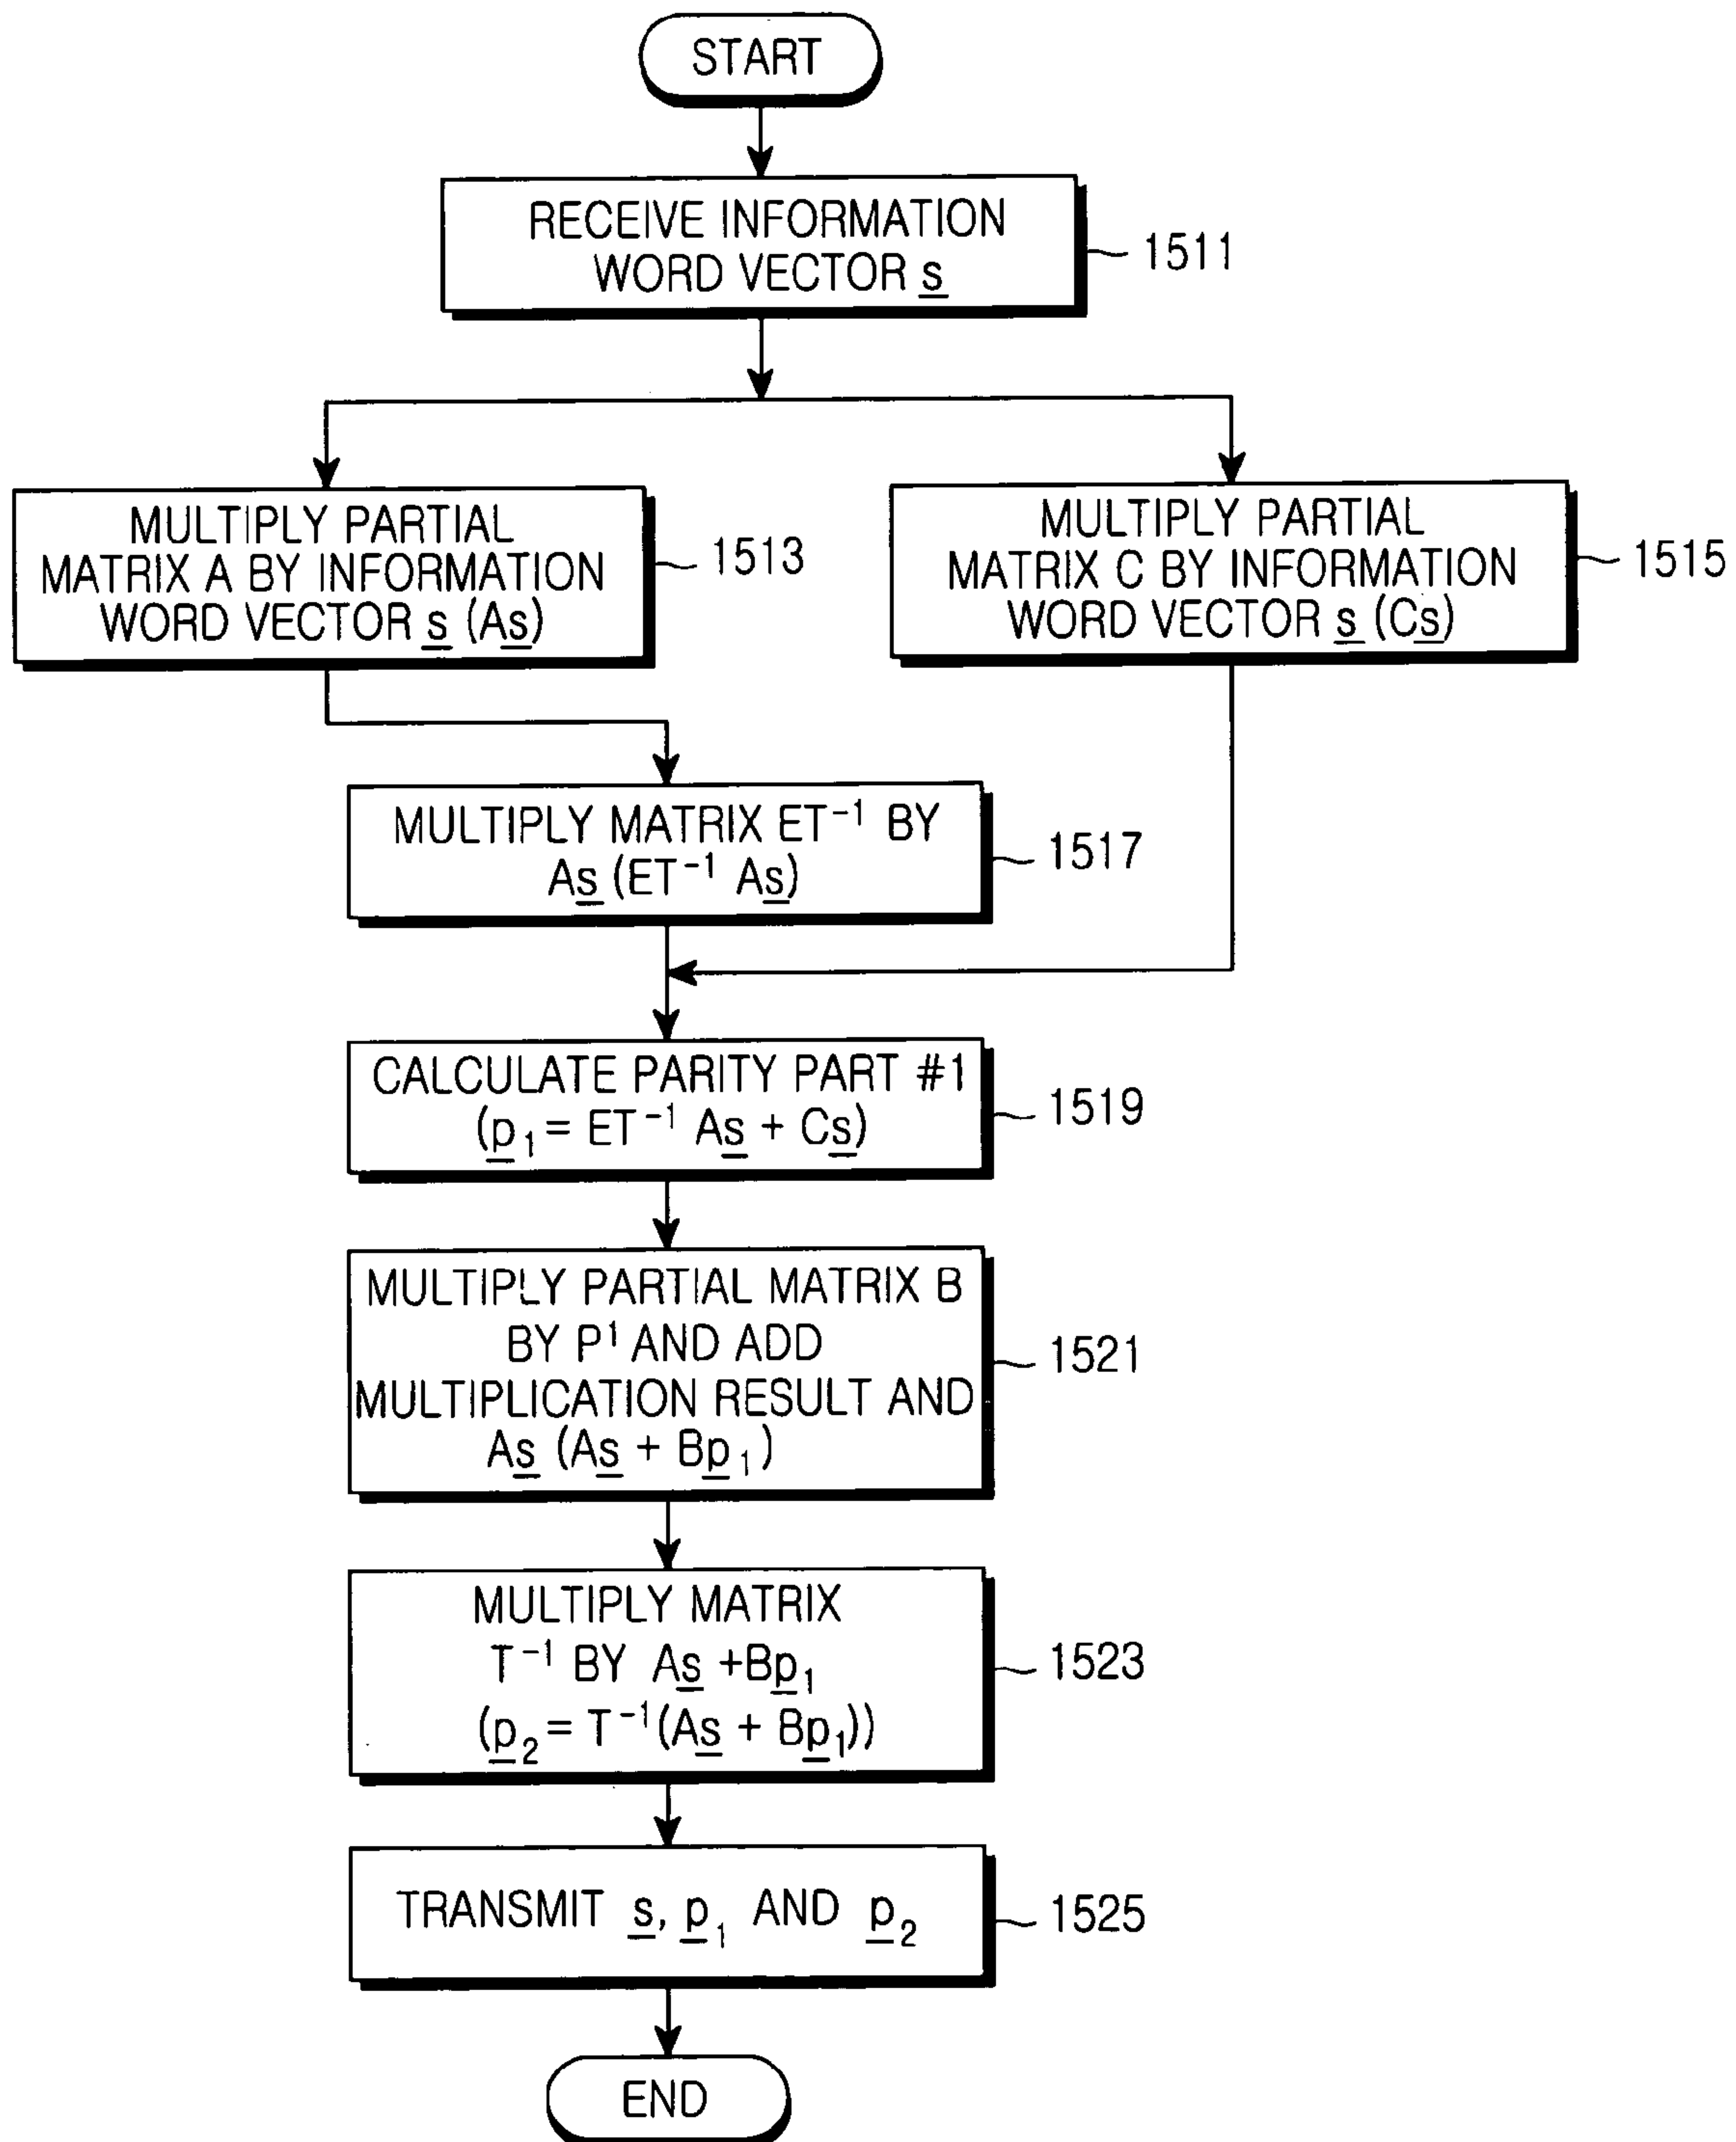 START
RECEIVE INFORMATION
WORD VECTOR s
1511
MULTIPLY PARTIAL
MATRIX A BY INFORMATION
WORD VECTOR s (As)
1513
MULTIPLY PARTIAL
MATRIX C BY INFORMATION
WORD VECTOR s (Cs)
1515
MULTIPLY MATRIX ET⁻¹ BY
As (ET⁻¹ As)
1517
CALCULATE PARITY PART #1
(p₁ = ET⁻¹ As + Cs)
1519
MULTIPLY PARTIAL MATRIX B
BY P¹ AND ADD
MULTIPLICATION RESULT AND
As (As + Bp₁)
1521
MULTIPLY MATRIX
T⁻¹ BY As +Bp₁
(p₂ = T⁻¹(As + Bp₁))
1523
TRANSMIT s, p₁ AND p₂
1525
END